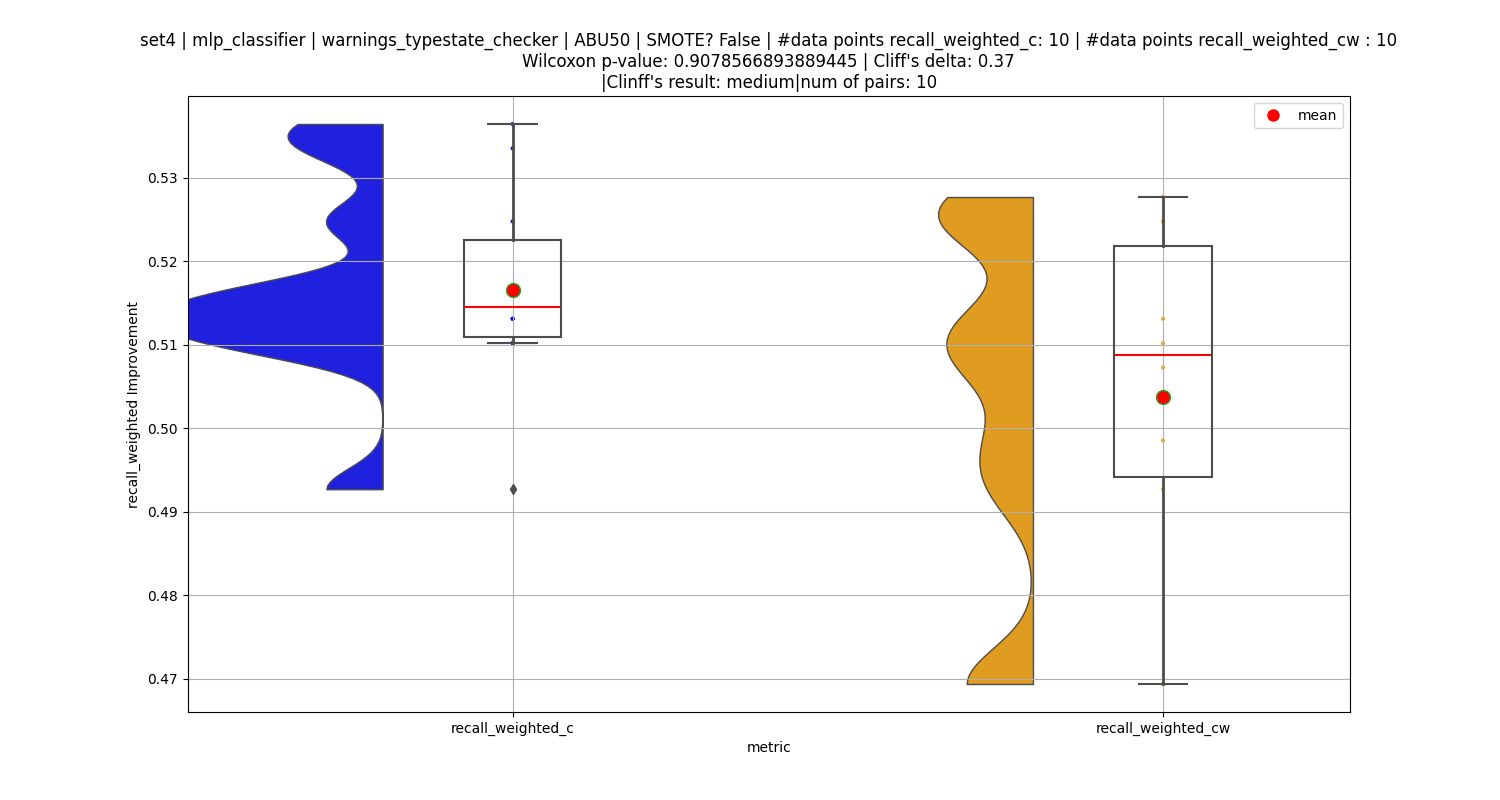 set4 | mlp_classifier | warnings_typestate_checker | ABU50 | SMOTE? False | #data points recall_weighted_c: 10 | #data points recall_weighted_cw : 10
Wilcoxon p-value: 0.9078566893889445 | Cliff's delta: 0.37
|Clinff's result: medium|num of pairs: 10
mean
0.53
0.52
0.51
0.50
0.49
0.48
0.47
recall_weighted Improvement
recall_weighted_c
recall_weighted_cw
metric